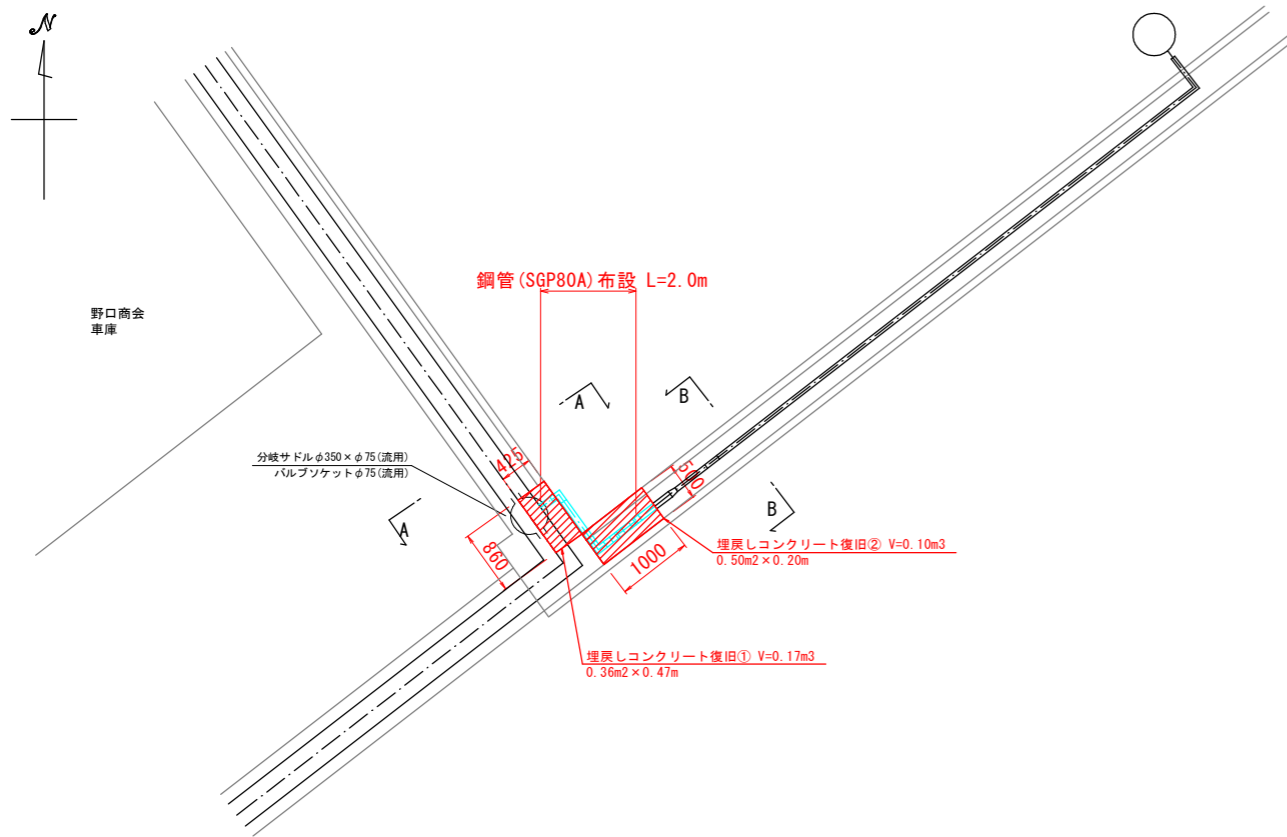 N
鋼管(SGP80A)布設 L=2.0m
野口商会
車庫
A
B
分岐サドルφ350×φ75(流用)
バルブソケットφ75(流用)
425
500
A
B
860
1000
埋戻しコンクリート復旧② V=0.10m3
0.50m2×0.20m
埋戻しコンクリート復旧① V=0.17m3
0.36m2×0.47m